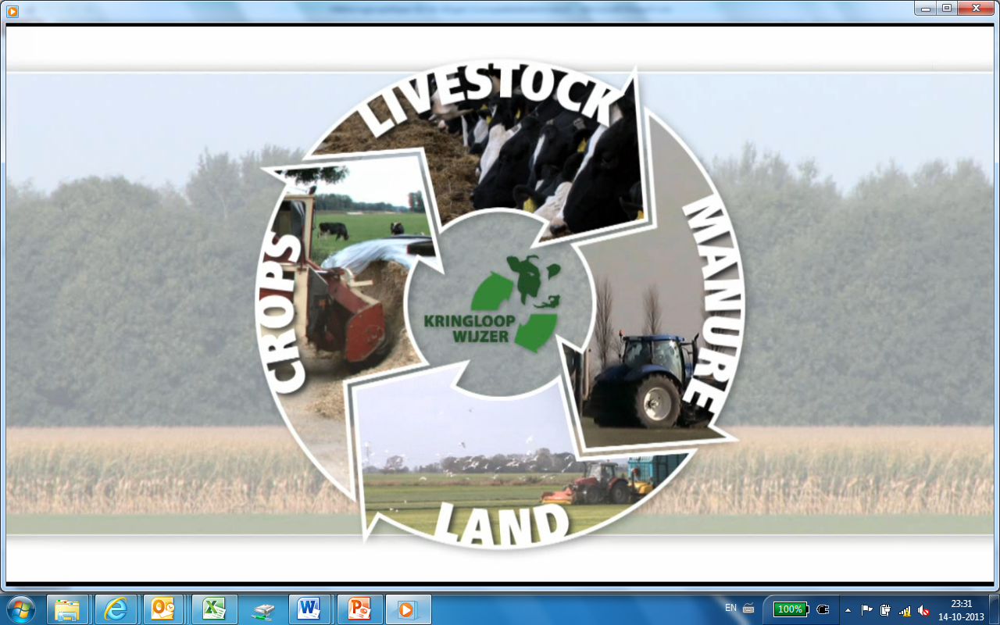 LIVESTOCK
MANURE
CROPS
KRINGLOOP
WIJZER
LAND
EN
100%
23:31
14-10-2013